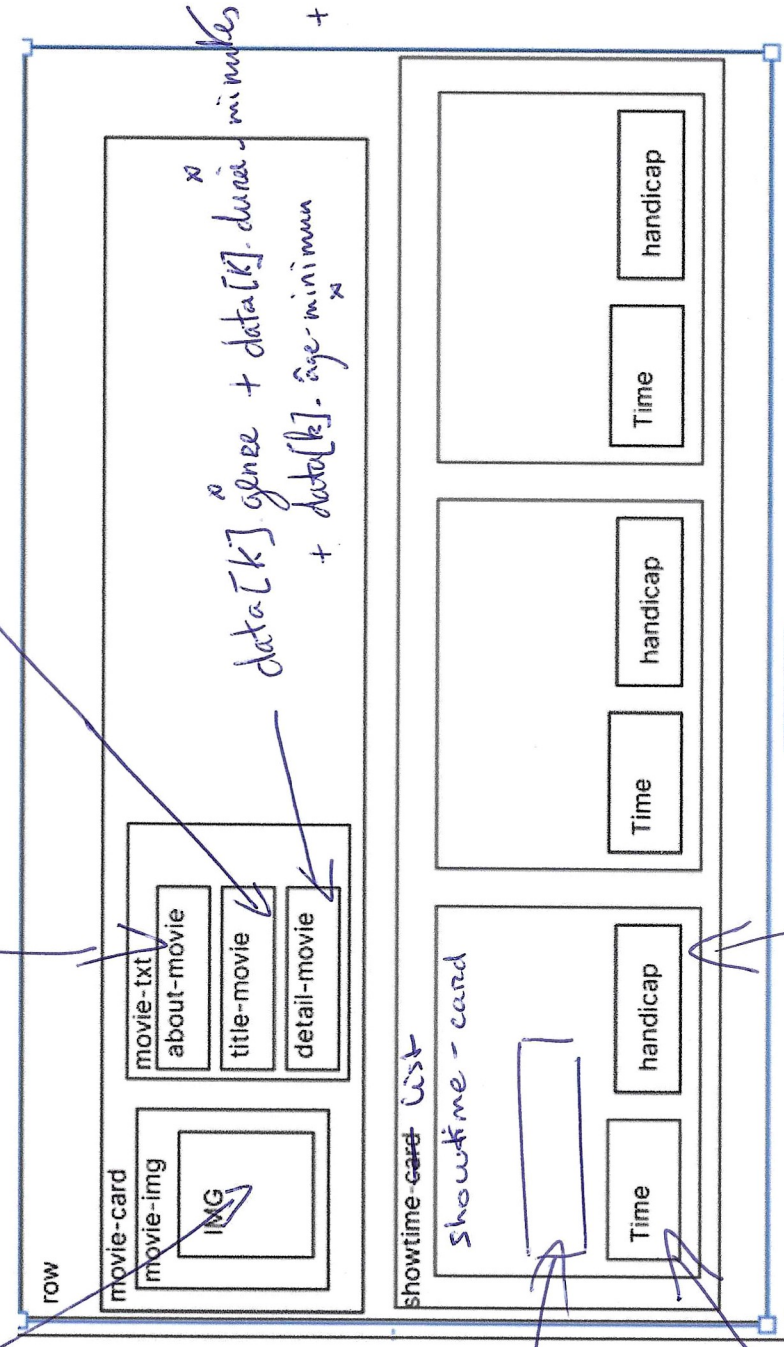 row
movie-card
movie-img
IMG
movie-txt
about-movie
title-movie
detail-movie
data[k].genre + data[k]. minutes
+ data[k]. age-minimum
+
showtime-card list
showtime-card
Time
handicap
Time
handicap
Time
handicap